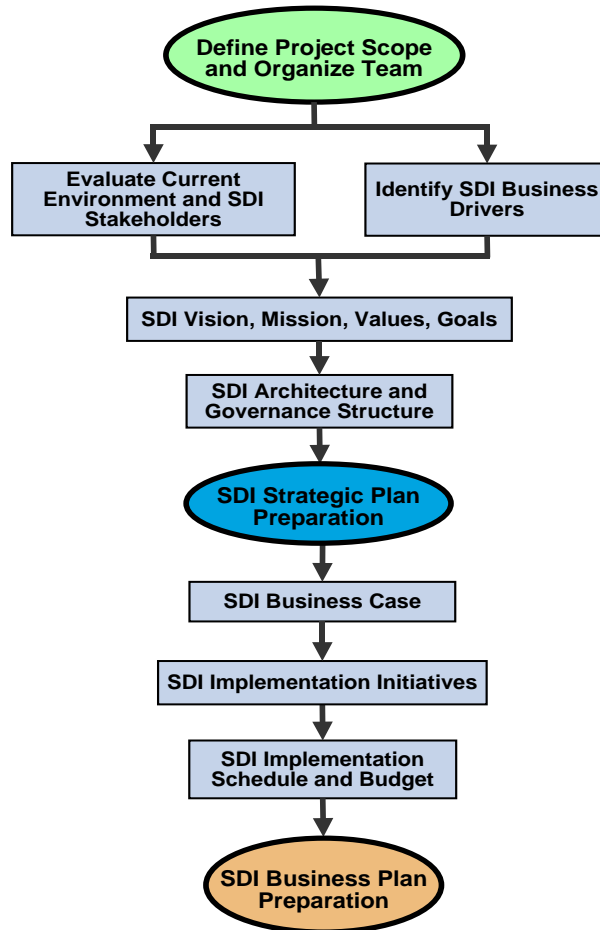 Define Project Scope
and Organize Team
Evaluate Current
Environment and SDI
Stakeholders
Identify SDI Business
Drivers
SDI Vision, Mission, Values, Goals
SDI Architecture and
Governance Structure
SDI Strategic Plan
Preparation
SDI Business Case
SDI Implementation Initiatives
SDI Implementation
Schedule and Budget
SDI Business Plan
Preparation